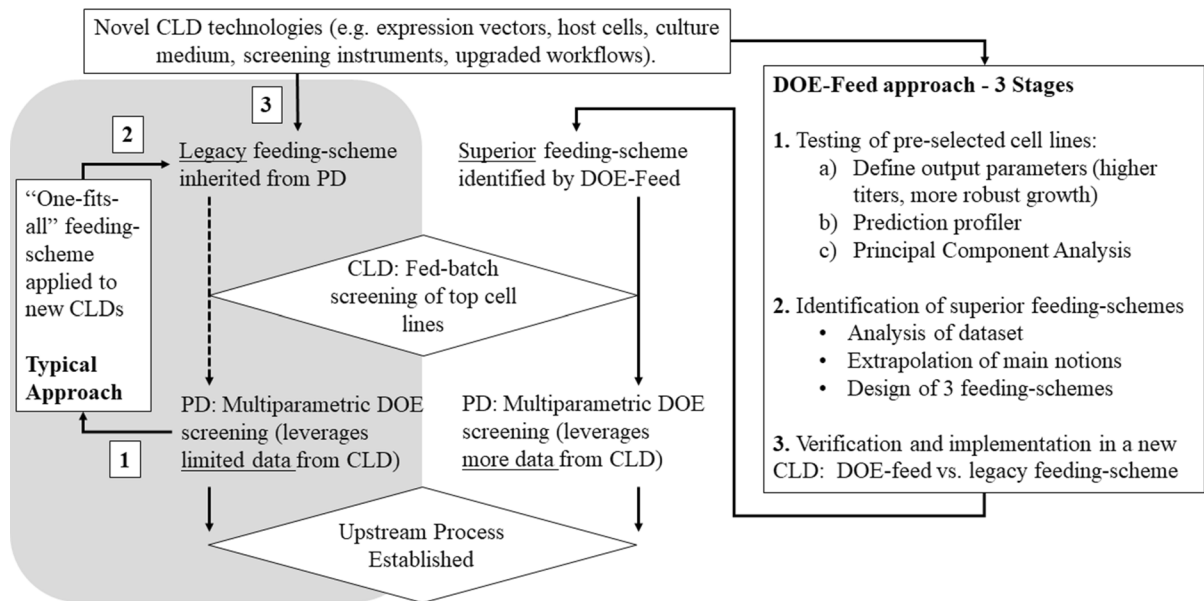 Novel CLD technologies (e.g. expression vectors, host cells, culture
medium, screening instruments, upgraded workflows).
3
2
Legacy feeding-scheme
inherited from PD
Superior feeding-scheme
identified by DOE-Feed
“One-fits-
all” feeding-
scheme
applied to
new CLDs
Typical
Approach
CLD: Fed-batch
screening of top cell
lines
1
PD: Multiparametric DOE
screening (leverages
limited data from CLD)
PD: Multiparametric DOE
screening (leverages
more data from CLD)
Upstream Process
Established
DOE-Feed approach - 3 Stages
1. Testing of pre-selected cell lines:
a) Define output parameters (higher
titers, more robust growth)
b) Prediction profiler
c) Principal Component Analysis
2. Identification of superior feeding-schemes
• Analysis of dataset
• Extrapolation of main notions
• Design of 3 feeding-schemes
3. Verification and implementation in a new
CLD: DOE-feed vs. legacy feeding-scheme